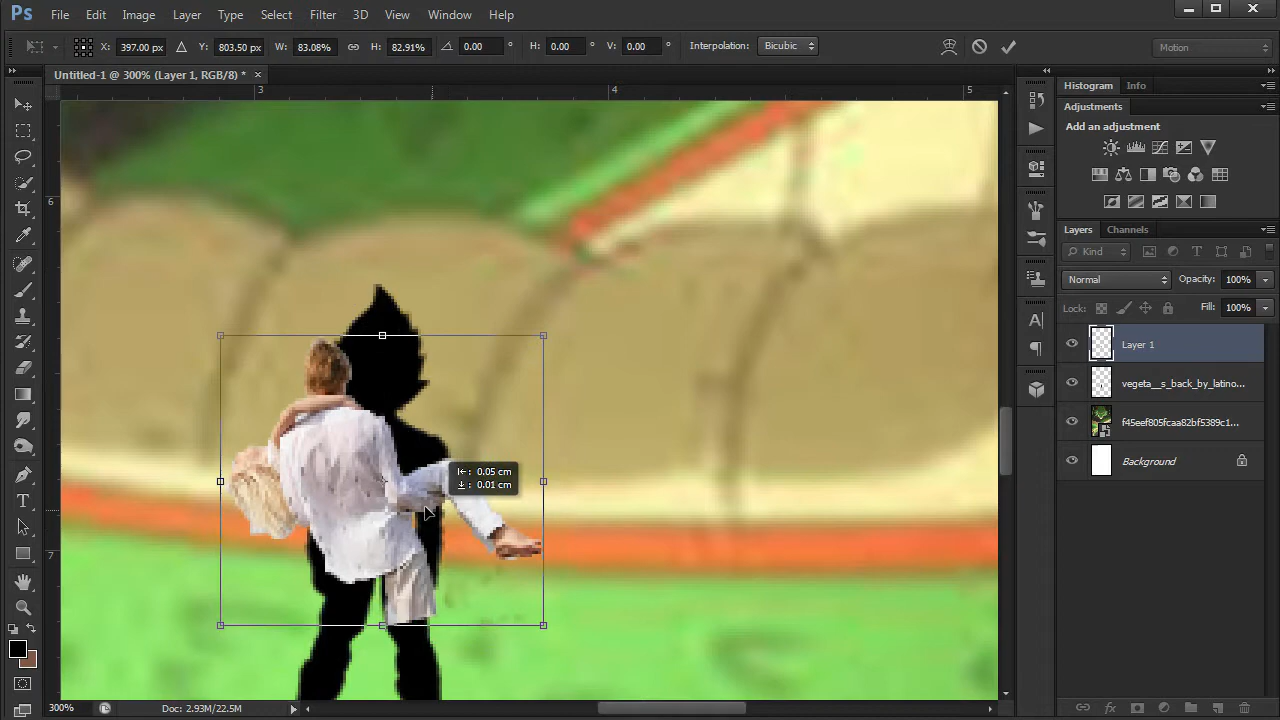 Ps File Edit Image Layer Type Select Filter 3D View Window Help
X: 397.00 px Y: 803.50 px W: 83.08% H: 82.91% 0.00 ° H: 0.00 ° V: 0.00 ° Interpolation: Bicubic Motion
Untitled-1 @ 300% (Layer 1, RGB/8) * ×
3 4 5
6
7
0.05 cm
0.01 cm
Histogram Info
Adjustments
Add an adjustment
Layers Channels
Kind
Normal Opacity: 100%
Lock: Fill: 100%
Layer 1
vegeta__s_back_by_latino...
f45eef805fcaa82bf5389c1...
Background
300% Doc: 2.93M/22.5M